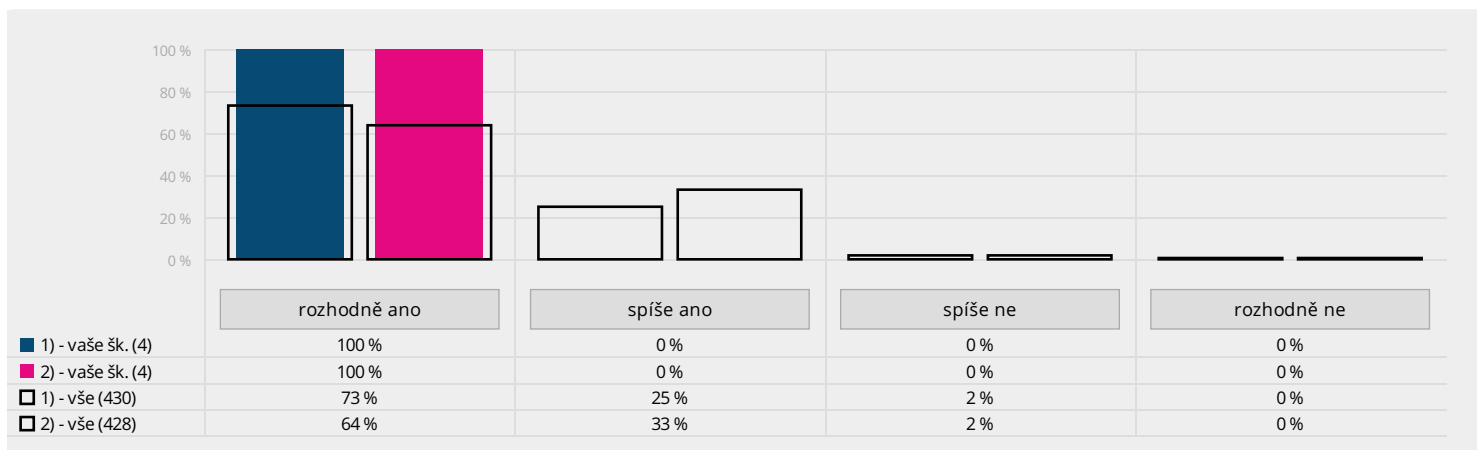 100 %
80 %
60 %
40 %
20 %
0 %
rozhodně ano spíše ano spíše ne rozhodně ne
1) - vaše šk. (4) 100 % 0 % 0 % 0 %
2) - vaše šk. (4) 100 % 0 % 0 % 0 %
1) - vše (430) 73 % 25 % 2 % 0 %
2) - vše (428) 64 % 33 % 2 % 0 %